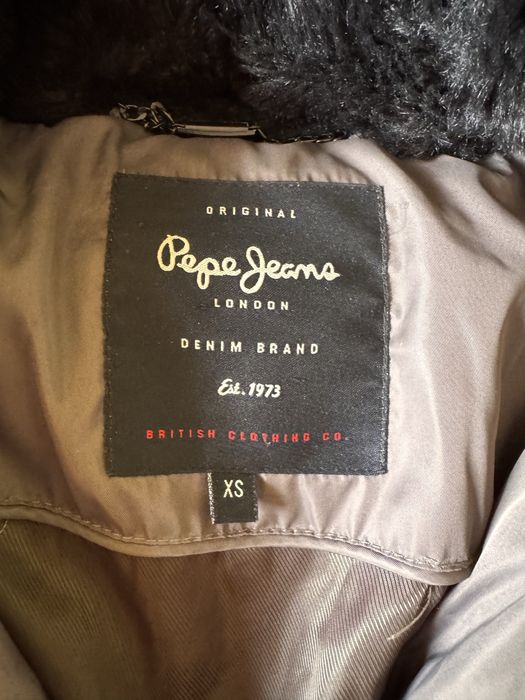 ORIGINAL
Pepe Jeans
LONDON
DENIM BRAND
Est. 1973
BRITISH CLOTHING CO.
XS